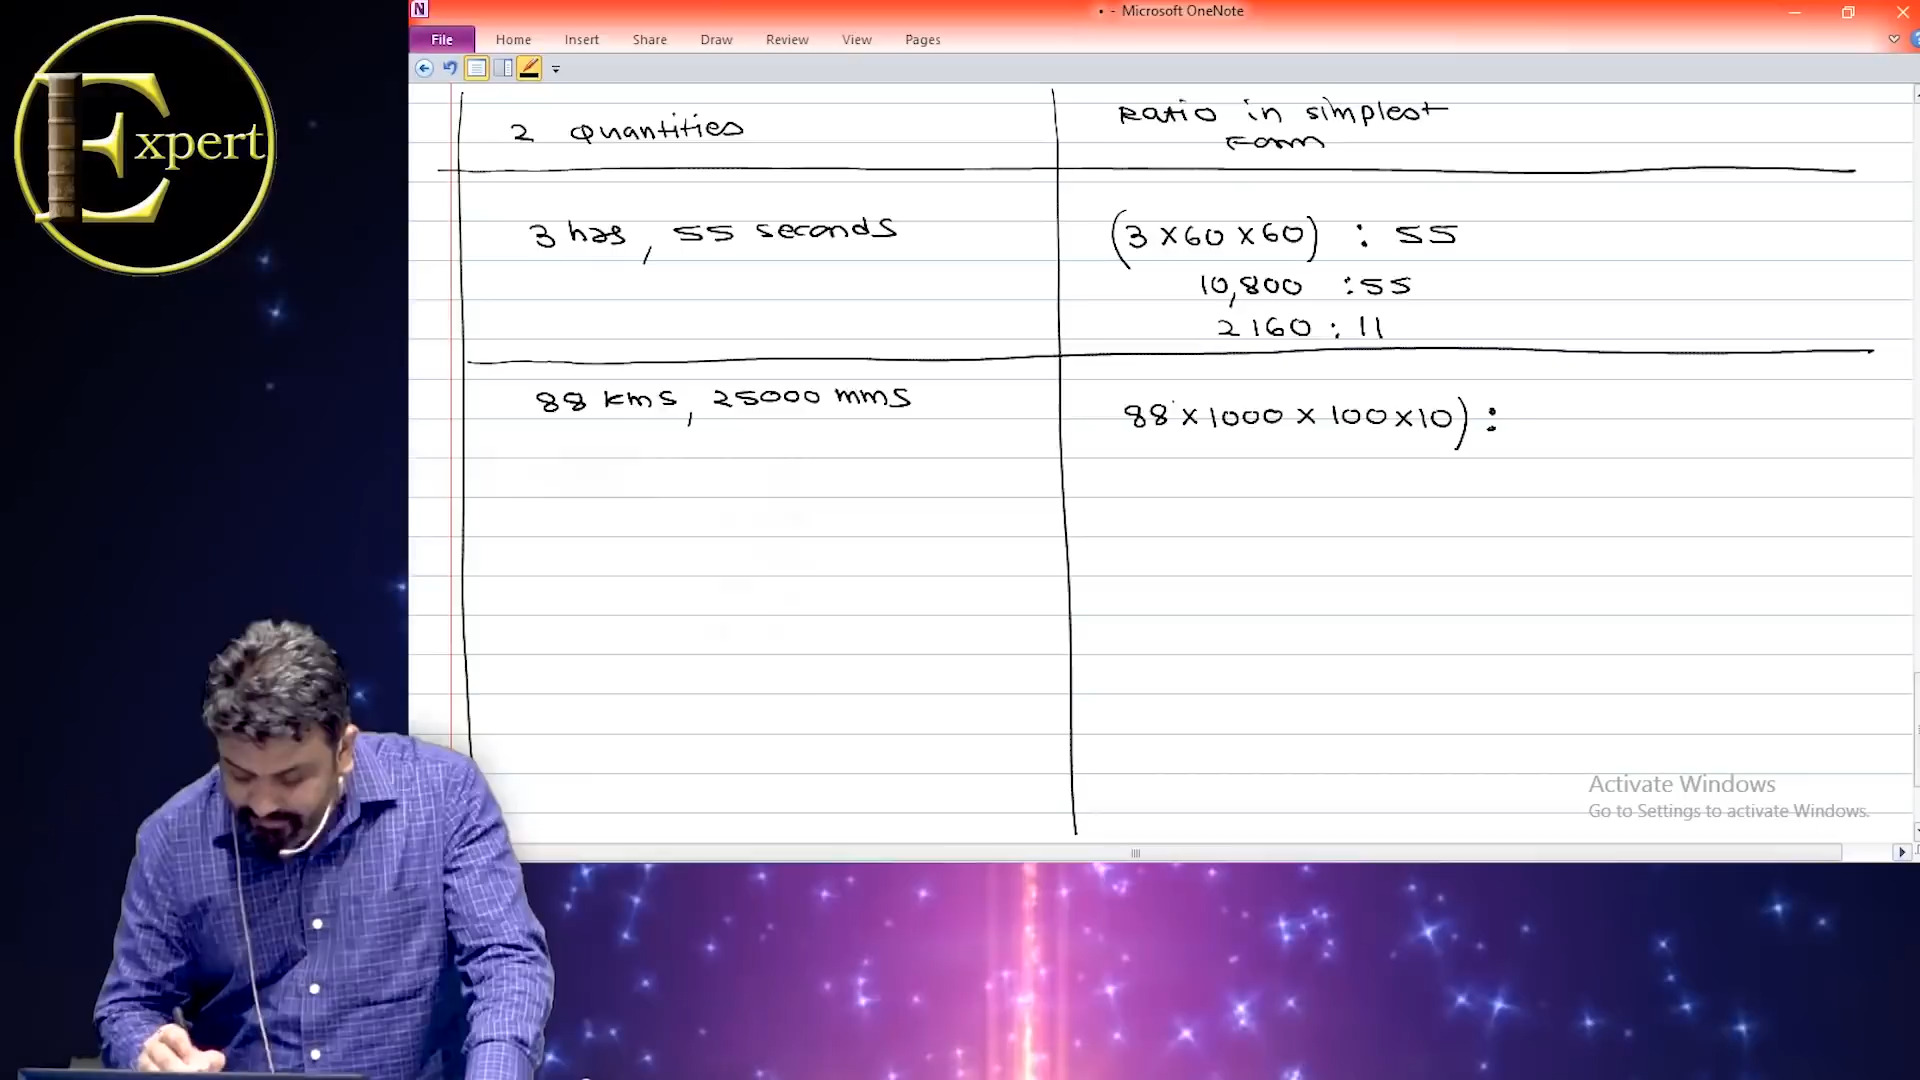 Expert
- Microsoft OneNote
File Home Insert Share Draw Review View Pages
2 Quantities
Ratio in simplest
Form
3 hrs, 55 seconds
(3 x 60 x 60) : 55
10,800 : 55
2160 : 11
88 kms, 25000 mms
88 x 1000 x 100 x 10) :
Activate Windows
Go to Settings to activate Windows.